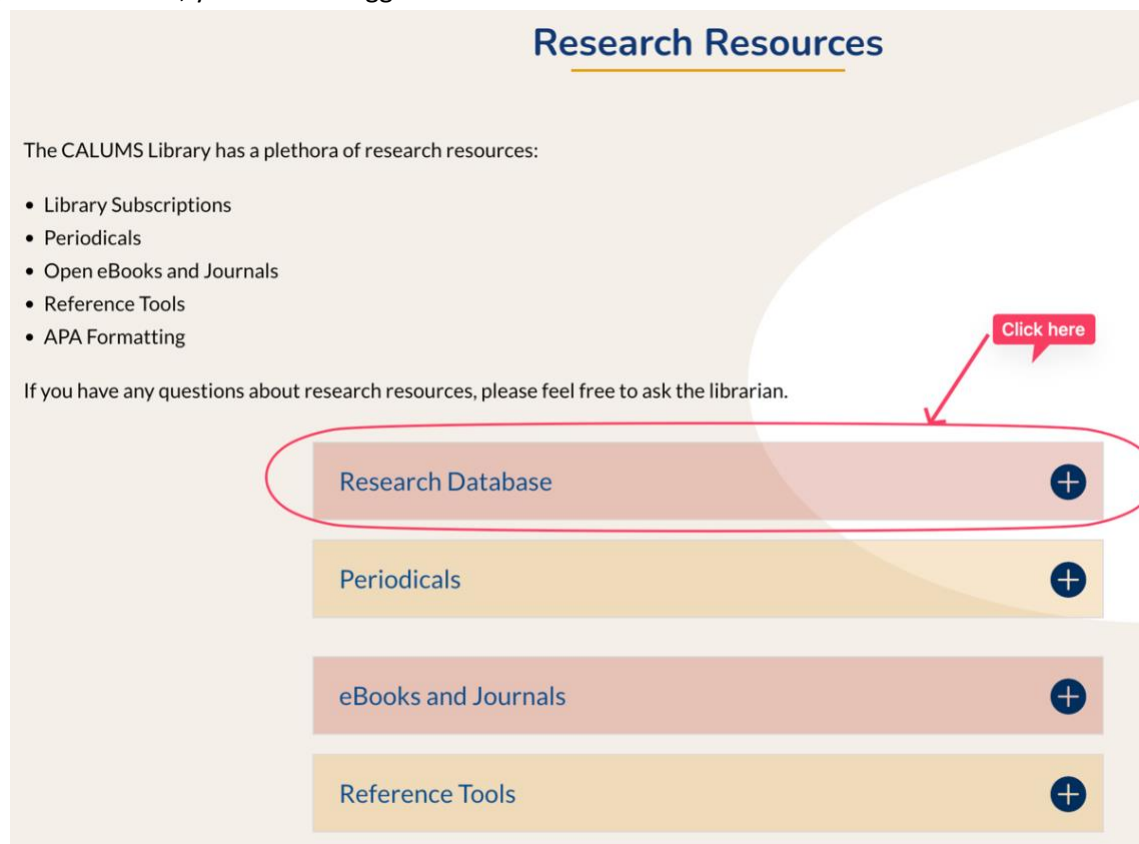 Research Resources
The CALUMS Library has a plethora of research resources:
• Library Subscriptions
• Periodicals
• Open eBooks and Journals
• Reference Tools
• APA Formatting
Click here
If you have any questions about research resources, please feel free to ask the librarian.
Research Database
Periodicals
eBooks and Journals
Reference Tools